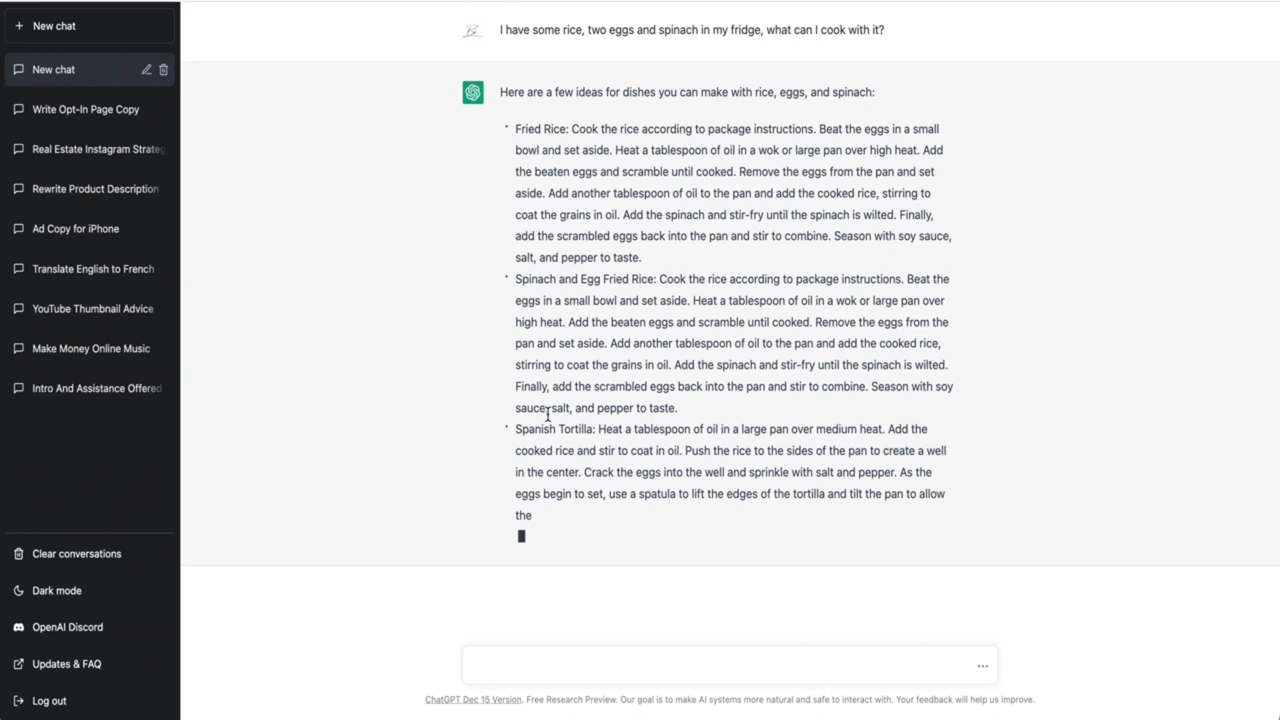 New chat
New chat
Write Opt-In Page Copy
Real Estate Instagram Strateg
Rewrite Product Description
Ad Copy for iPhone
Translate English to French
YouTube Thumbnail Advice
Make Money Online Music
Intro And Assistance Offered
Clear conversations
Dark mode
OpenAI Discord
Updates & FAQ
Log out
I have some rice, two eggs and spinach in my fridge, what can I cook with it?
Here are a few ideas for dishes you can make with rice, eggs, and spinach:
• Fried Rice: Cook the rice according to package instructions. Beat the eggs in a small
bowl and set aside. Heat a tablespoon of oil in a wok or large pan over high heat. Add
the beaten eggs and scramble until cooked. Remove the eggs from the pan and set
aside. Add another tablespoon of oil to the pan and add the cooked rice, stirring to
coat the grains in oil. Add the spinach and stir-fry until the spinach is wilted. Finally,
add the scrambled eggs back into the pan and stir to combine. Season with soy sauce,
salt, and pepper to taste.
• Spinach and Egg Fried Rice: Cook the rice according to package instructions. Beat the
eggs in a small bowl and set aside. Heat a tablespoon of oil in a wok or large pan over
high heat. Add the beaten eggs and scramble until cooked. Remove the eggs from the
pan and set aside. Add another tablespoon of oil to the pan and add the cooked rice,
stirring to coat the grains in oil. Add the spinach and stir-fry until the spinach is wilted.
Finally, add the scrambled eggs back into the pan and stir to combine. Season with soy
sauce, salt, and pepper to taste.
• Spanish Tortilla: Heat a tablespoon of oil in a large pan over medium heat. Add the
cooked rice and stir to coat in oil. Push the rice to the sides of the pan to create a well
in the center. Crack the eggs into the well and sprinkle with salt and pepper. As the
eggs begin to set, use a spatula to lift the edges of the tortilla and tilt the pan to allow
the
ChatGPT Dec 15 Version. Free Research Preview. Our goal is to make AI systems more natural and safe to interact with. Your feedback will help us improve.